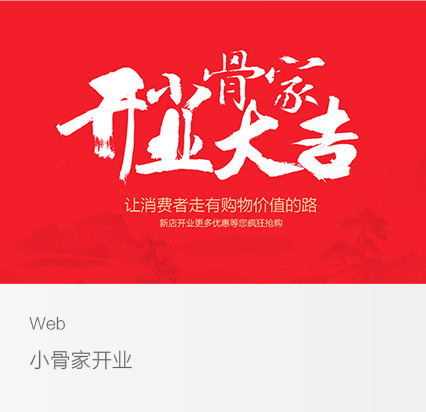 小骨家
开业大吉
让消费者走有购物价值的路
新店开业更多优惠等您疯狂抢购
Web
小骨家开业